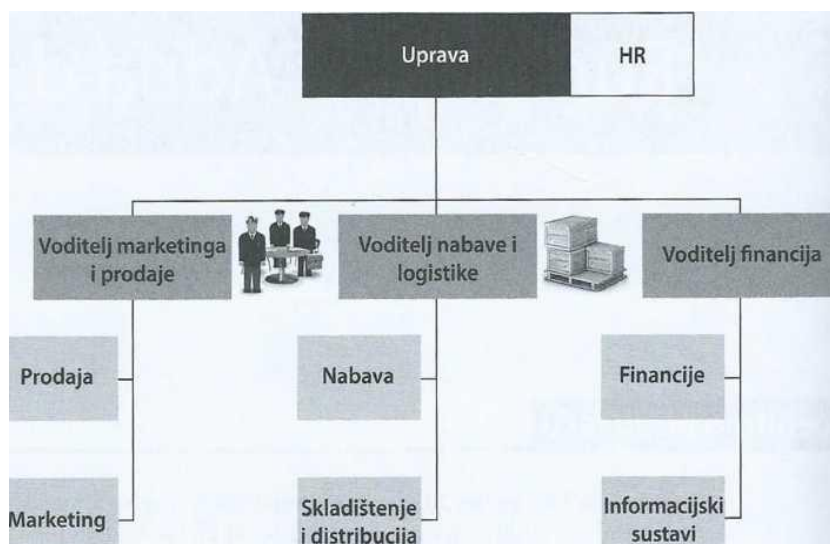 Uprava
HR
Voditelj marketinga
i prodaje
Voditelj nabave i
logistike
Voditelj financija
Prodaja
Nabava
Financije
Marketing
Skladištenje
i distribucija
Informacijski
sustavi